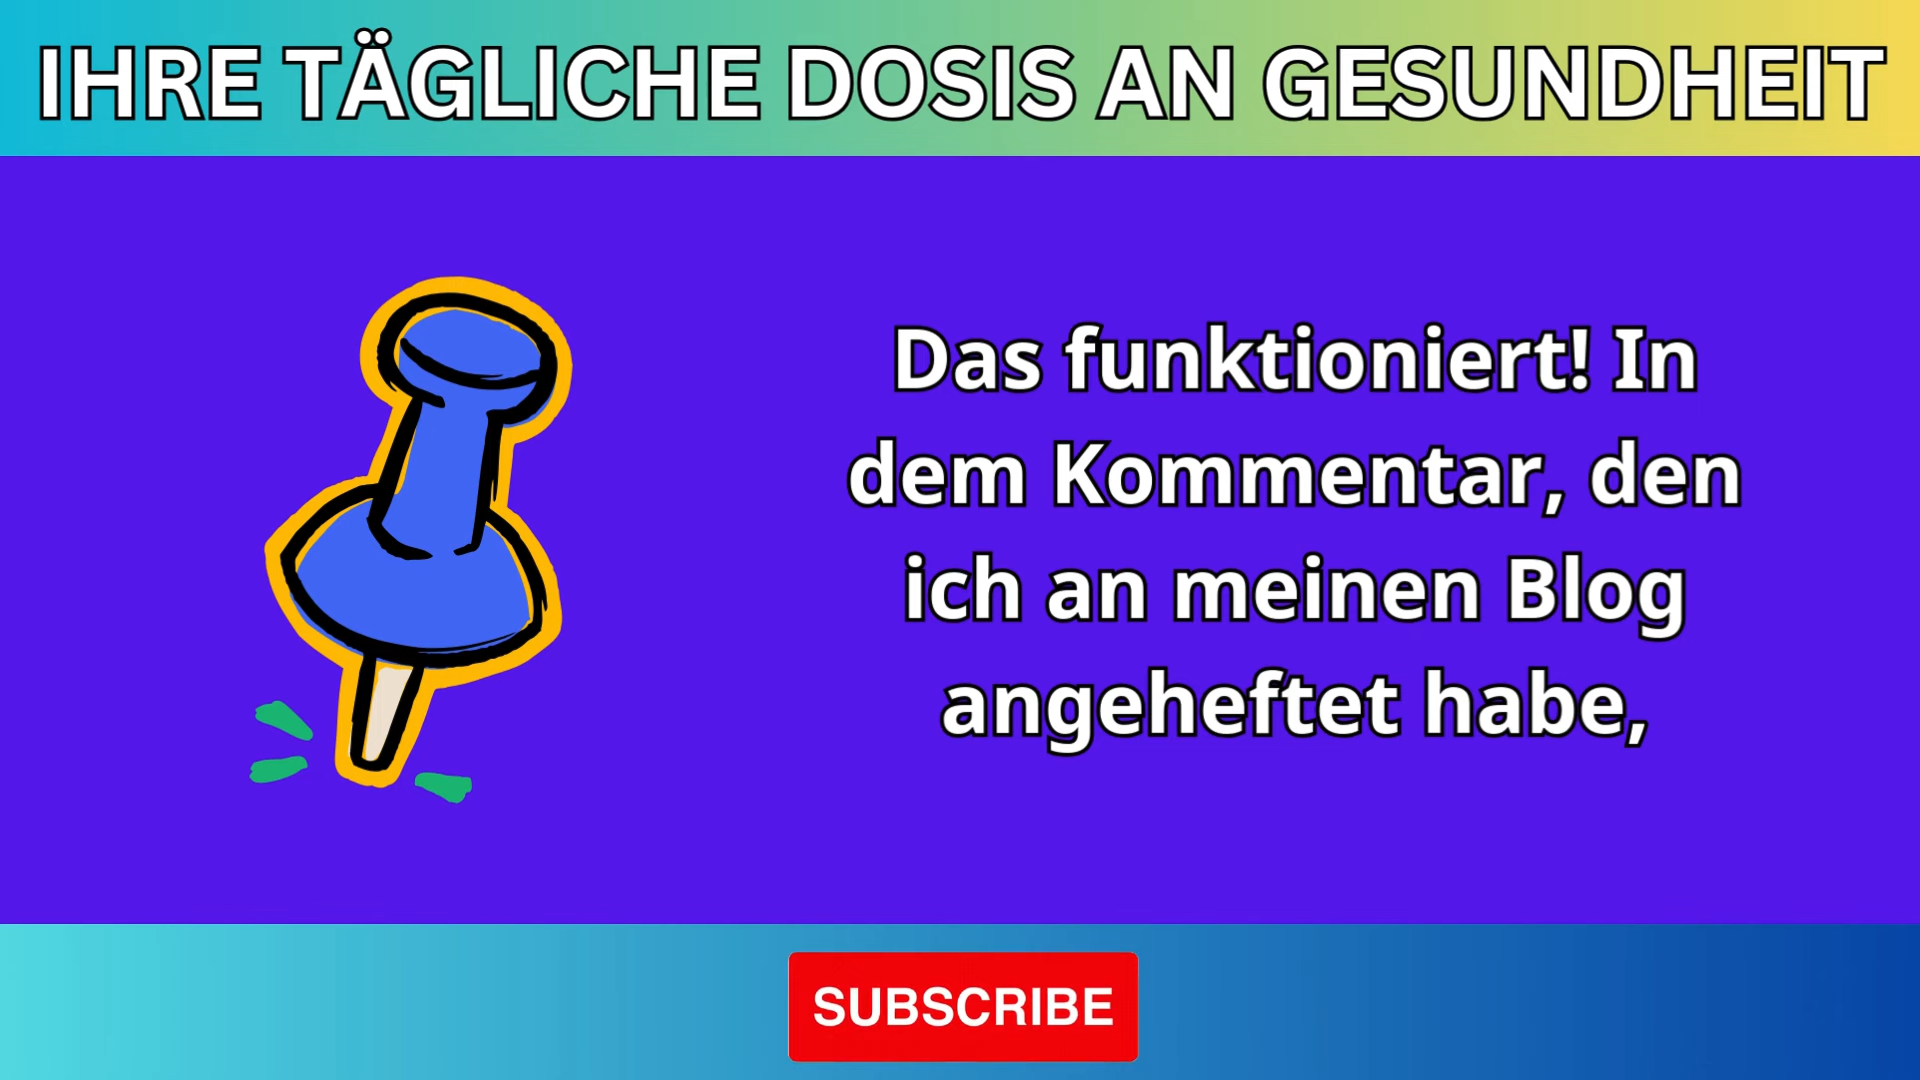 IHRE TÄGLICHE DOSIS AN GESUNDHEIT
Das funktioniert! In
dem Kommentar, den
ich an meinen Blog
angeheftet habe,
SUBSCRIBE